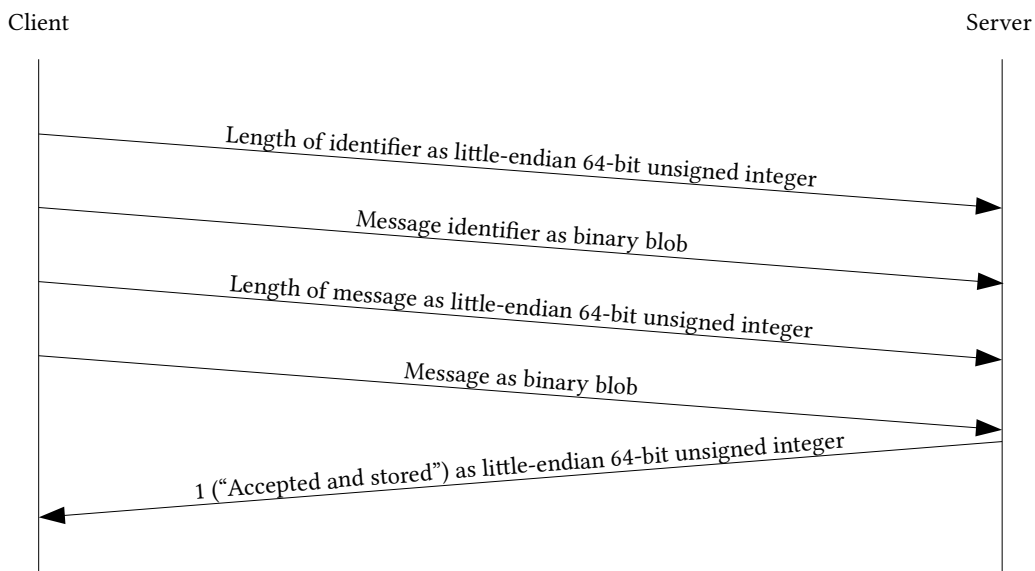 Client
Server
Length of identifier as little-endian 64-bit unsigned integer
Message identifier as binary blob
Length of message as little-endian 64-bit unsigned integer
Message as binary blob
1 (“Accepted and stored”) as little-endian 64-bit unsigned integer